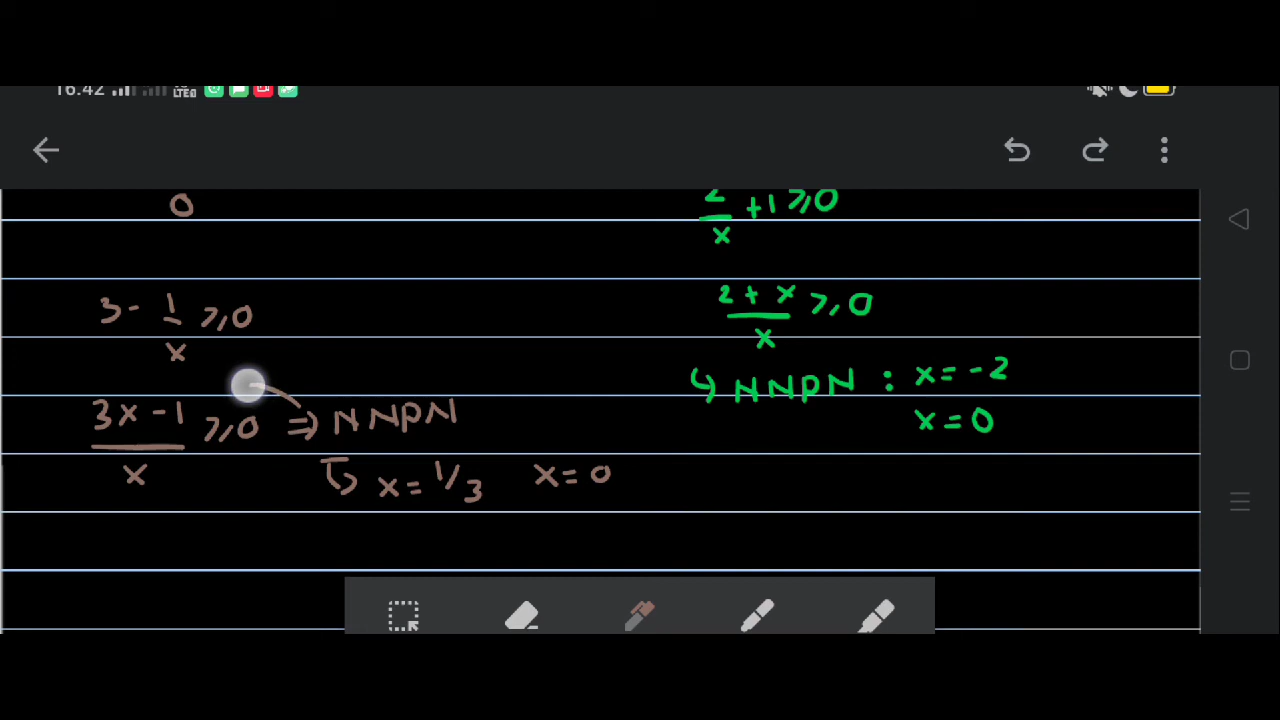 16.42
0
3 - 1/x ≥ 0
(3x - 1)/x ≥ 0 ⇒ NNPN
↳ x = 1/3 x = 0
2/x + 1 ≥ 0
(2 + x)/x ≥ 0
↳ NNPN : x = -2
x = 0